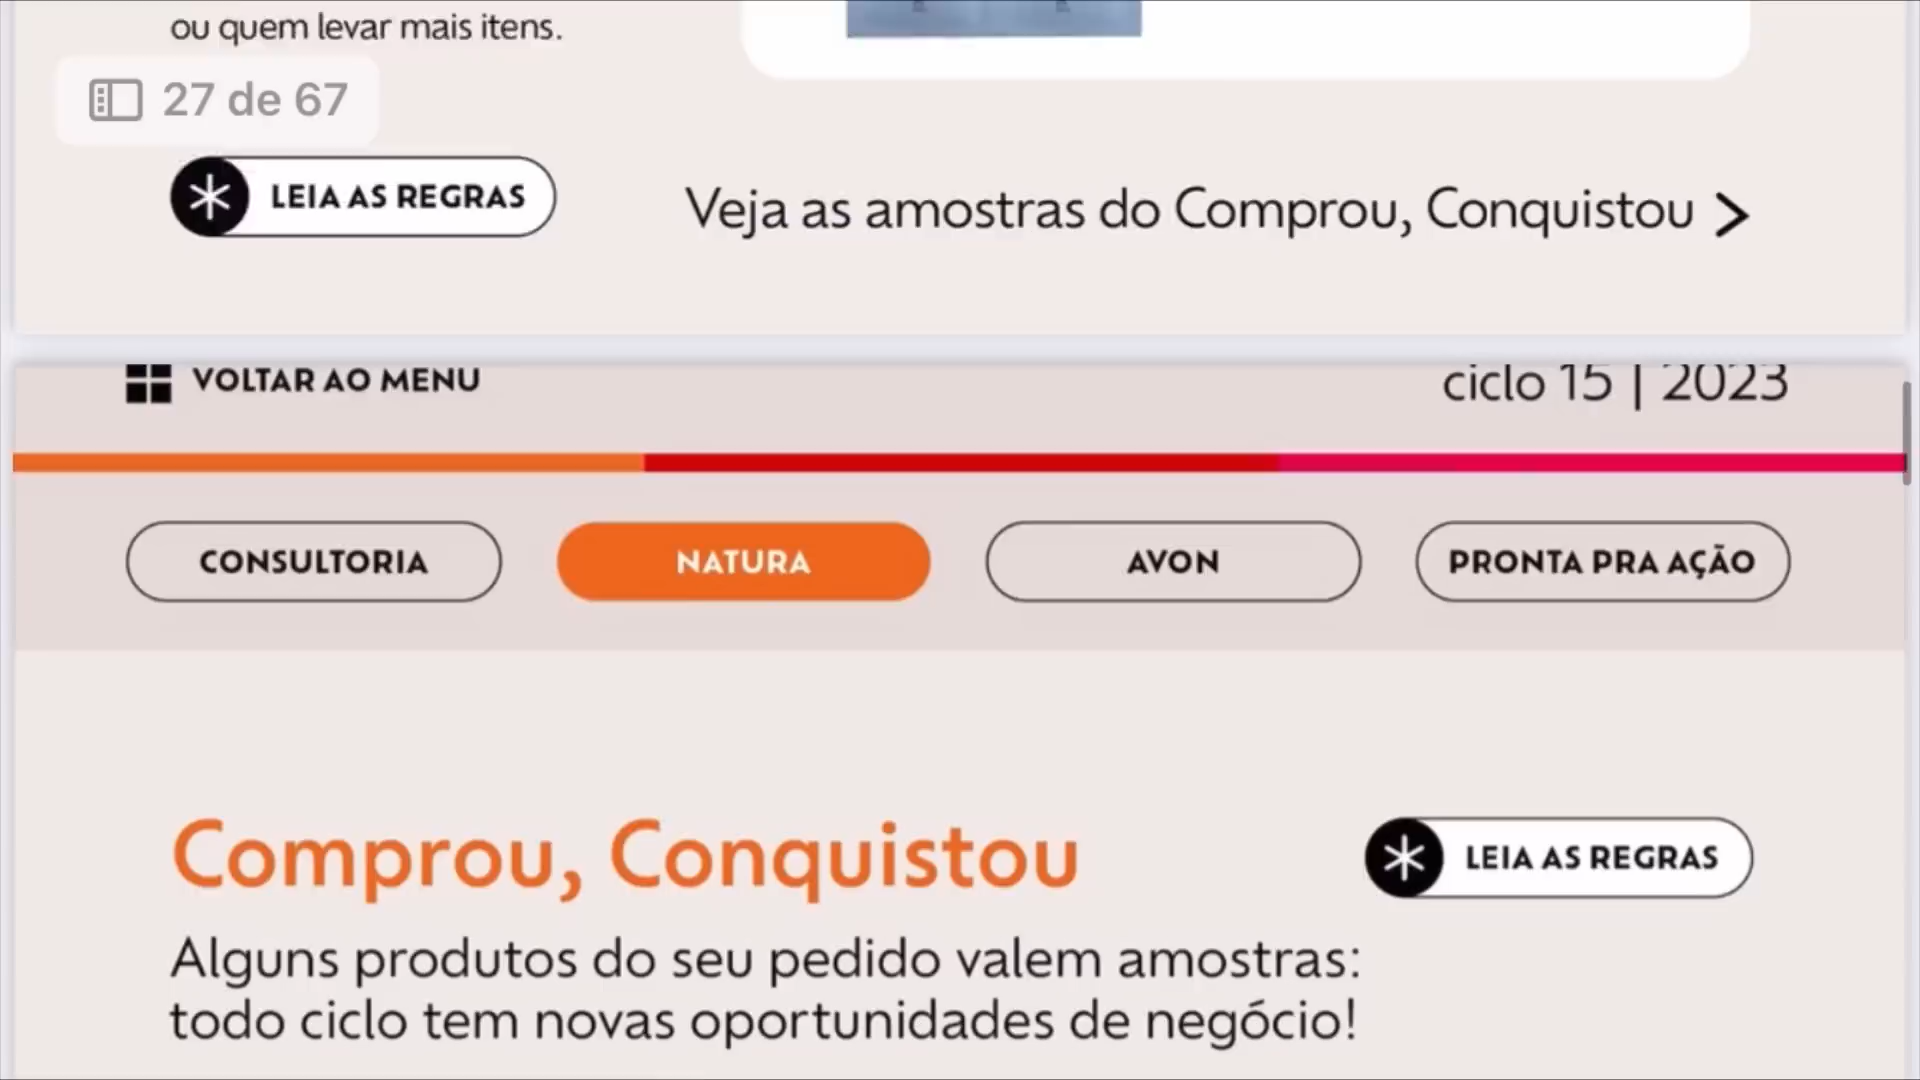 ou quem levar mais itens.
27 de 67
LEIA AS REGRAS
Veja as amostras do Comprou, Conquistou
VOLTAR AO MENU
ciclo 15 | 2023
CONSULTORIA
NATURA
AVON
PRONTA PRA AÇÃO
Comprou, Conquistou
LEIA AS REGRAS
Alguns produtos do seu pedido valem amostras:
todo ciclo tem novas oportunidades de negócio!